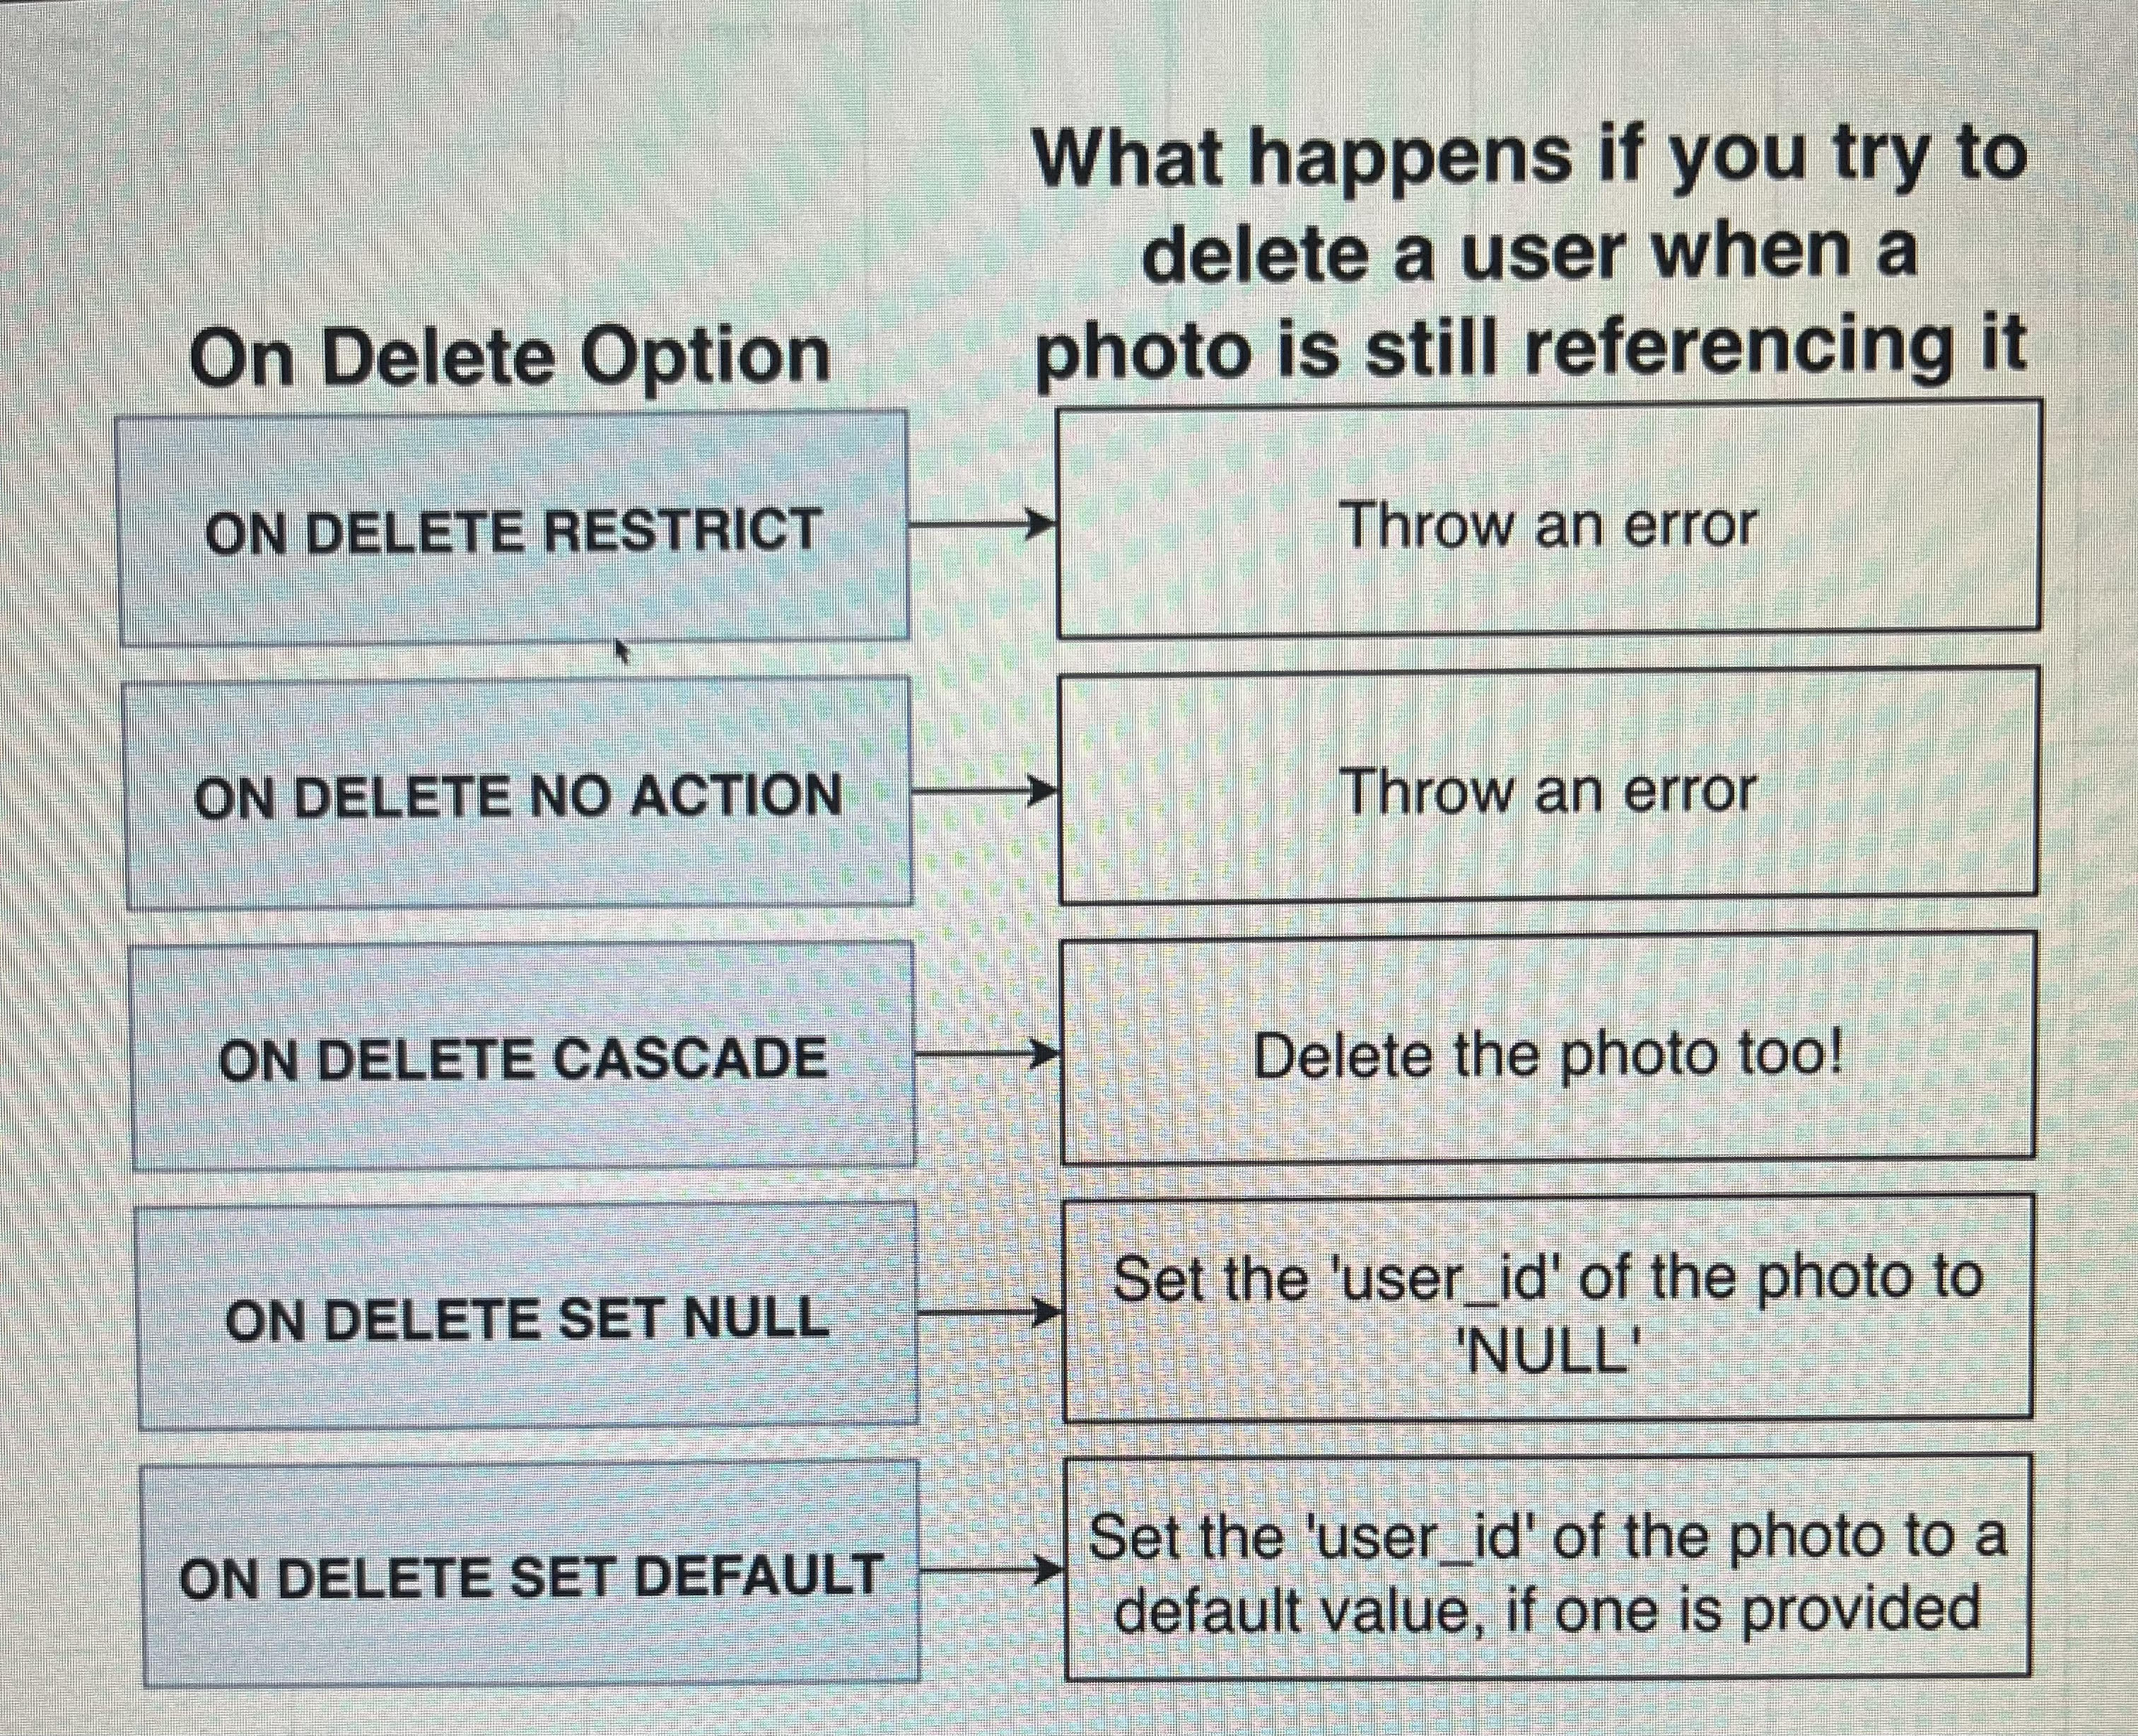 On Delete Option
What happens if you try to
delete a user when a
photo is still referencing it
ON DELETE RESTRICT
Throw an error
ON DELETE NO ACTION
Throw an error
ON DELETE CASCADE
Delete the photo too!
ON DELETE SET NULL
Set the 'user_id' of the photo to
'NULL'
ON DELETE SET DEFAULT
Set the 'user_id' of the photo to a
default value, if one is provided